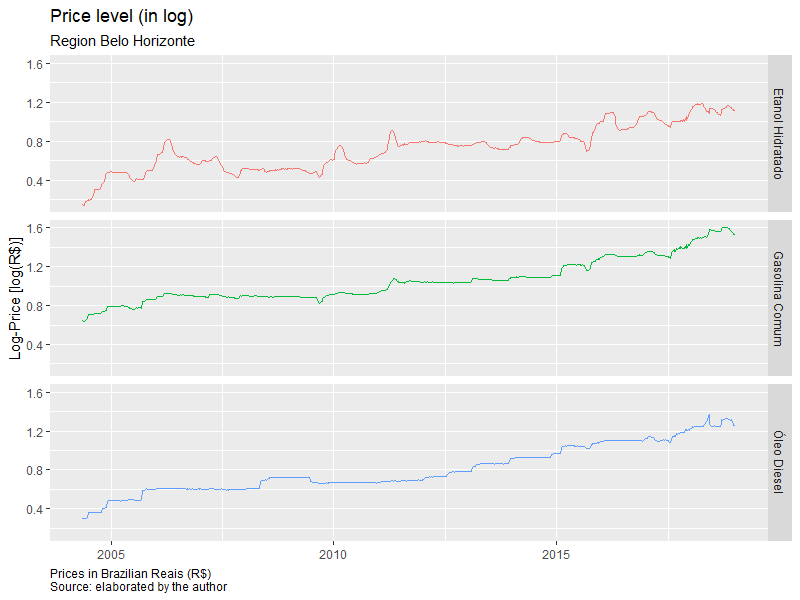 Price level (in log)
Region Belo Horizonte
Log-Price [log(R$)]
1.6
1.2
0.8
0.4
Etanol Hidratado
1.6
1.2
0.8
0.4
Gasolina Comum
1.6
1.2
0.8
0.4
Óleo Diesel
2005 2010 2015
Prices in Brazilian Reais (R$)
Source: elaborated by the author